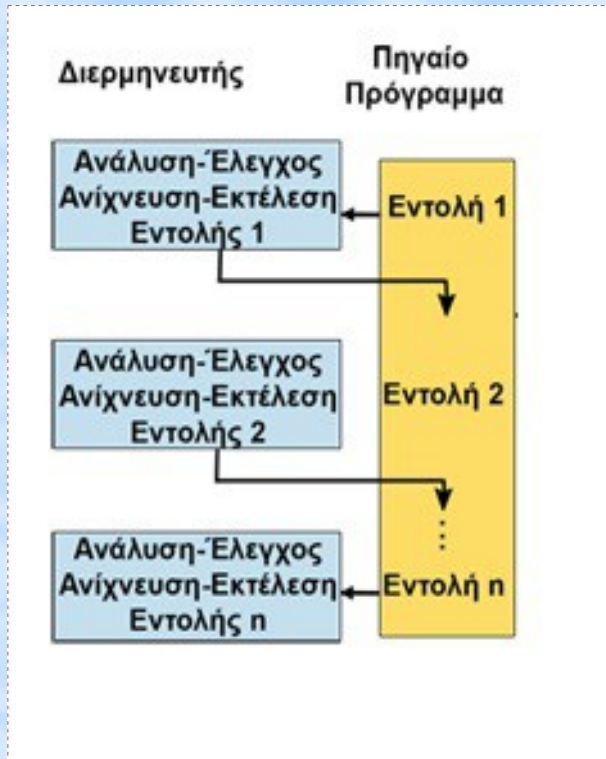 Διερμηνευτής
Πηγαίο
Πρόγραμμα
Ανάλυση-Έλεγχος
Ανίχνευση-Εκτέλεση
Εντολής 1
Εντολή 1
Ανάλυση-Έλεγχος
Ανίχνευση-Εκτέλεση
Εντολής 2
Εντολή 2
Ανάλυση-Έλεγχος
Ανίχνευση-Εκτέλεση
Εντολής n
Εντολή n